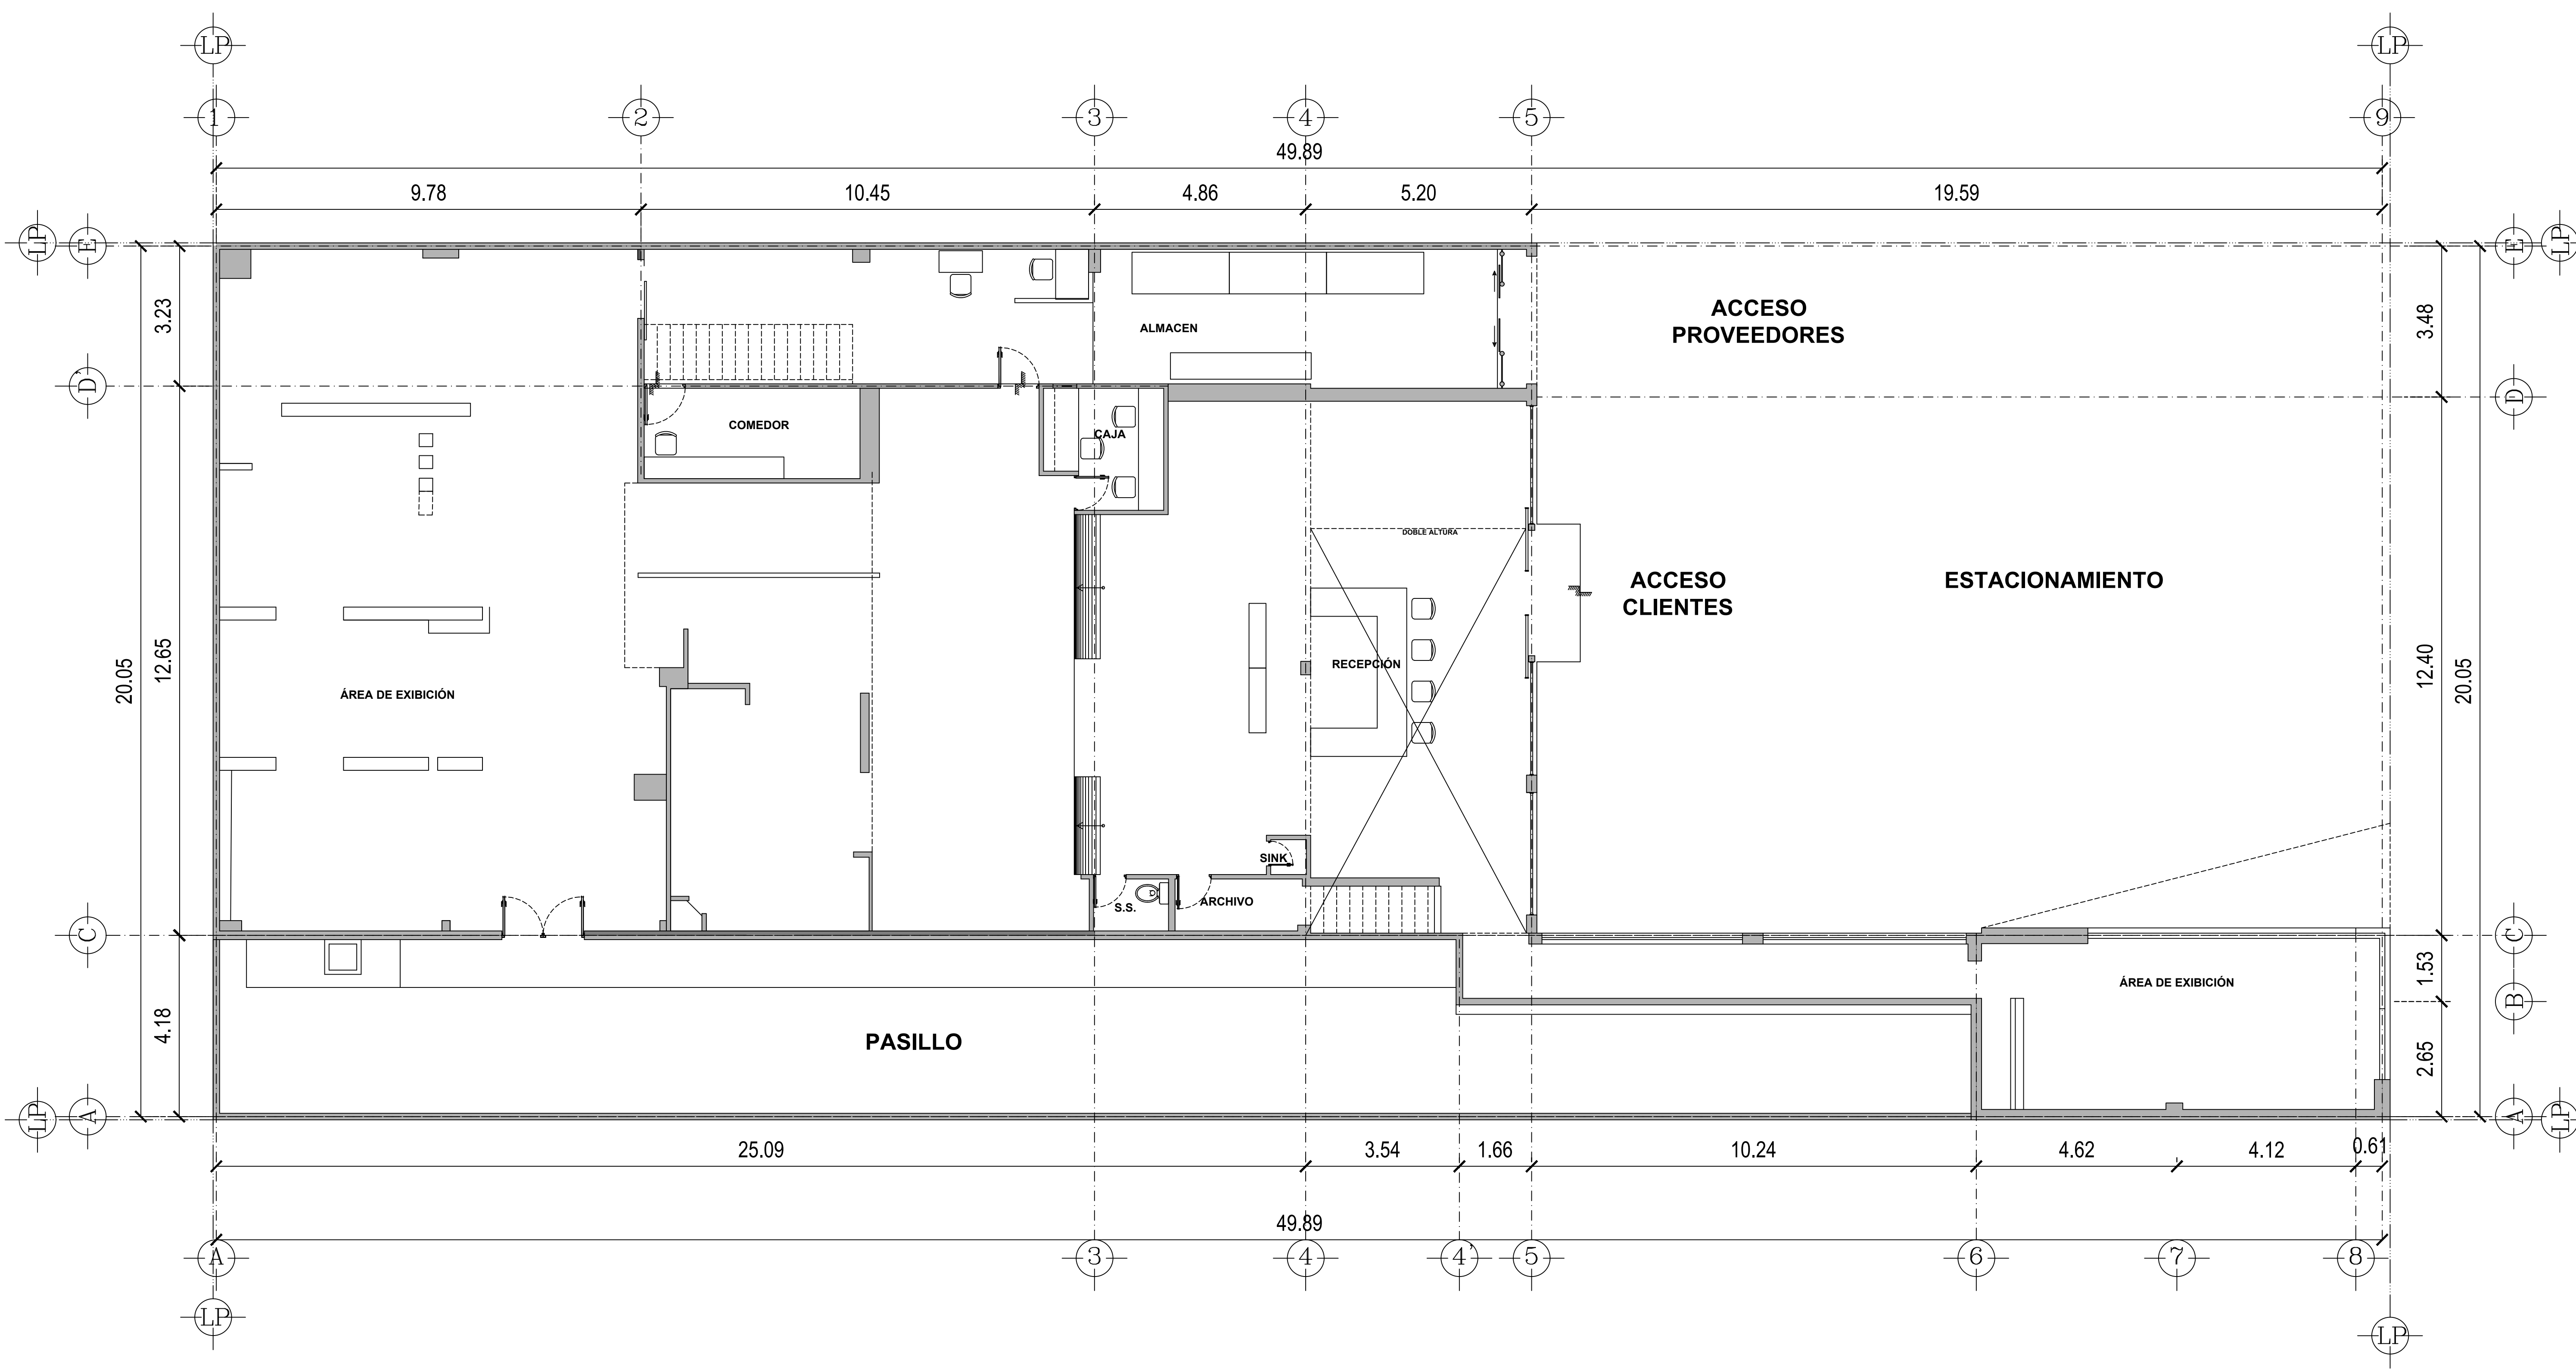 LP
LP
1
2
3
4
5
9
49.89
9.78
10.45
4.86
5.20
19.59
LP
E
E
LP
3.23
ACCESO
PROVEEDORES
3.48
ALMACEN
D'
D
COMEDOR
CAJA
DOBLE ALTURA
ACCESO
CLIENTES
ESTACIONAMIENTO
20.05
12.65
RECEPCIÓN
12.40
20.05
ÁREA DE EXIBICIÓN
SINK
S.S.
ARCHIVO
C
C
1.53
ÁREA DE EXIBICIÓN
B
4.18
PASILLO
2.65
LP
A
A
LP
25.09
3.54
1.66
10.24
4.62
4.12
0.61
49.89
A
3
4
4'
5
6
7
8
LP
LP